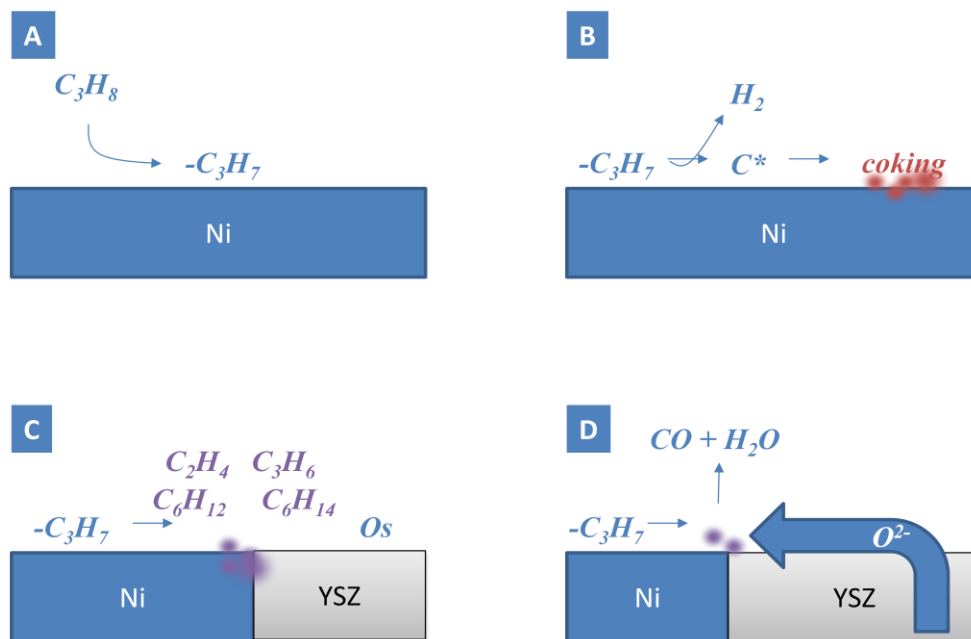 A
C₃H₈
-C₃H₇
Ni
B
H₂
-C₃H₇ C* coking
Ni
C
C₂H₄ C₃H₆
C₆H₁₂ C₆H₁₄
-C₃H₇ Os
Ni YSZ
D
CO + H₂O
-C₃H₇ O²⁻
Ni YSZ